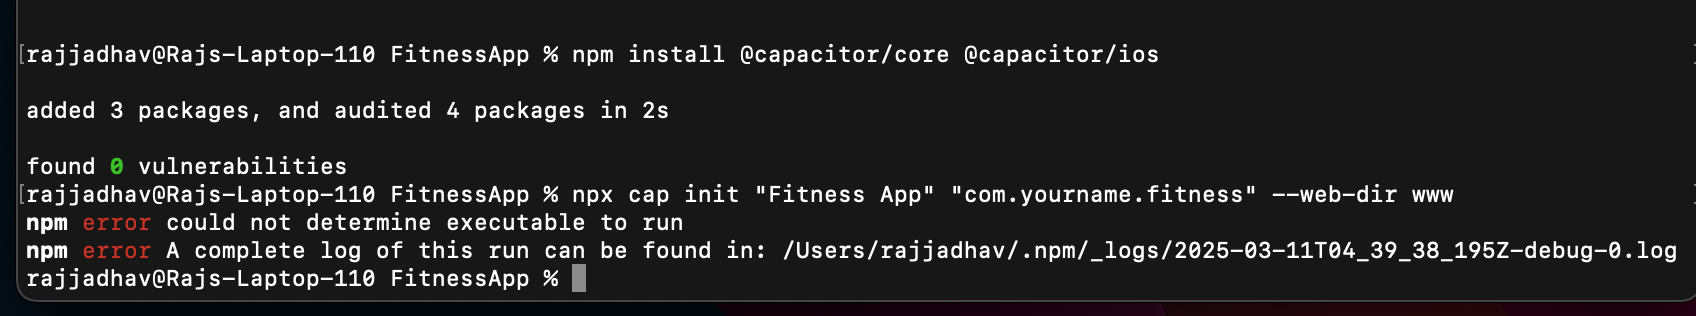 [rajjadhav@Rajs-Laptop-110 FitnessApp % npm install @capacitor/core @capacitor/ios
added 3 packages, and audited 4 packages in 2s
found 0 vulnerabilities
[rajjadhav@Rajs-Laptop-110 FitnessApp % npx cap init "Fitness App" "com.yourname.fitness" --web-dir www
npm error could not determine executable to run
npm error A complete log of this run can be found in: /Users/rajjadhav/.npm/_logs/2025-03-11T04_39_38_195Z-debug-0.log
rajjadhav@Rajs-Laptop-110 FitnessApp %